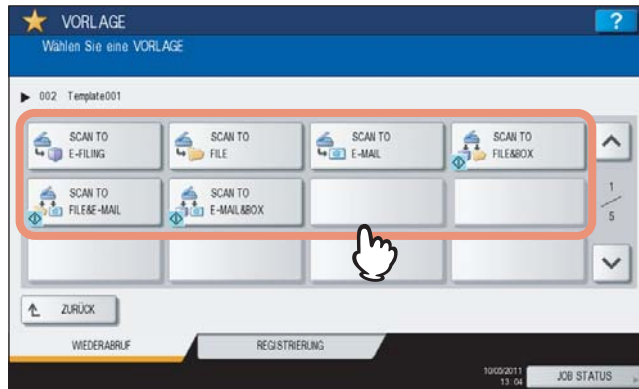 VORLAGE
?
Wählen Sie eine VORLAGE
002 Template001
SCAN TO
E-FILING
SCAN TO
FILE
SCAN TO
E-MAIL
SCAN TO
FILE&BOX
SCAN TO
FILE&E-MAIL
SCAN TO
E-MAIL&BOX
1
5
ZURÜCK
WIEDERABRUF
REGISTRIERUNG
10/03/2011
13:04
JOB STATUS